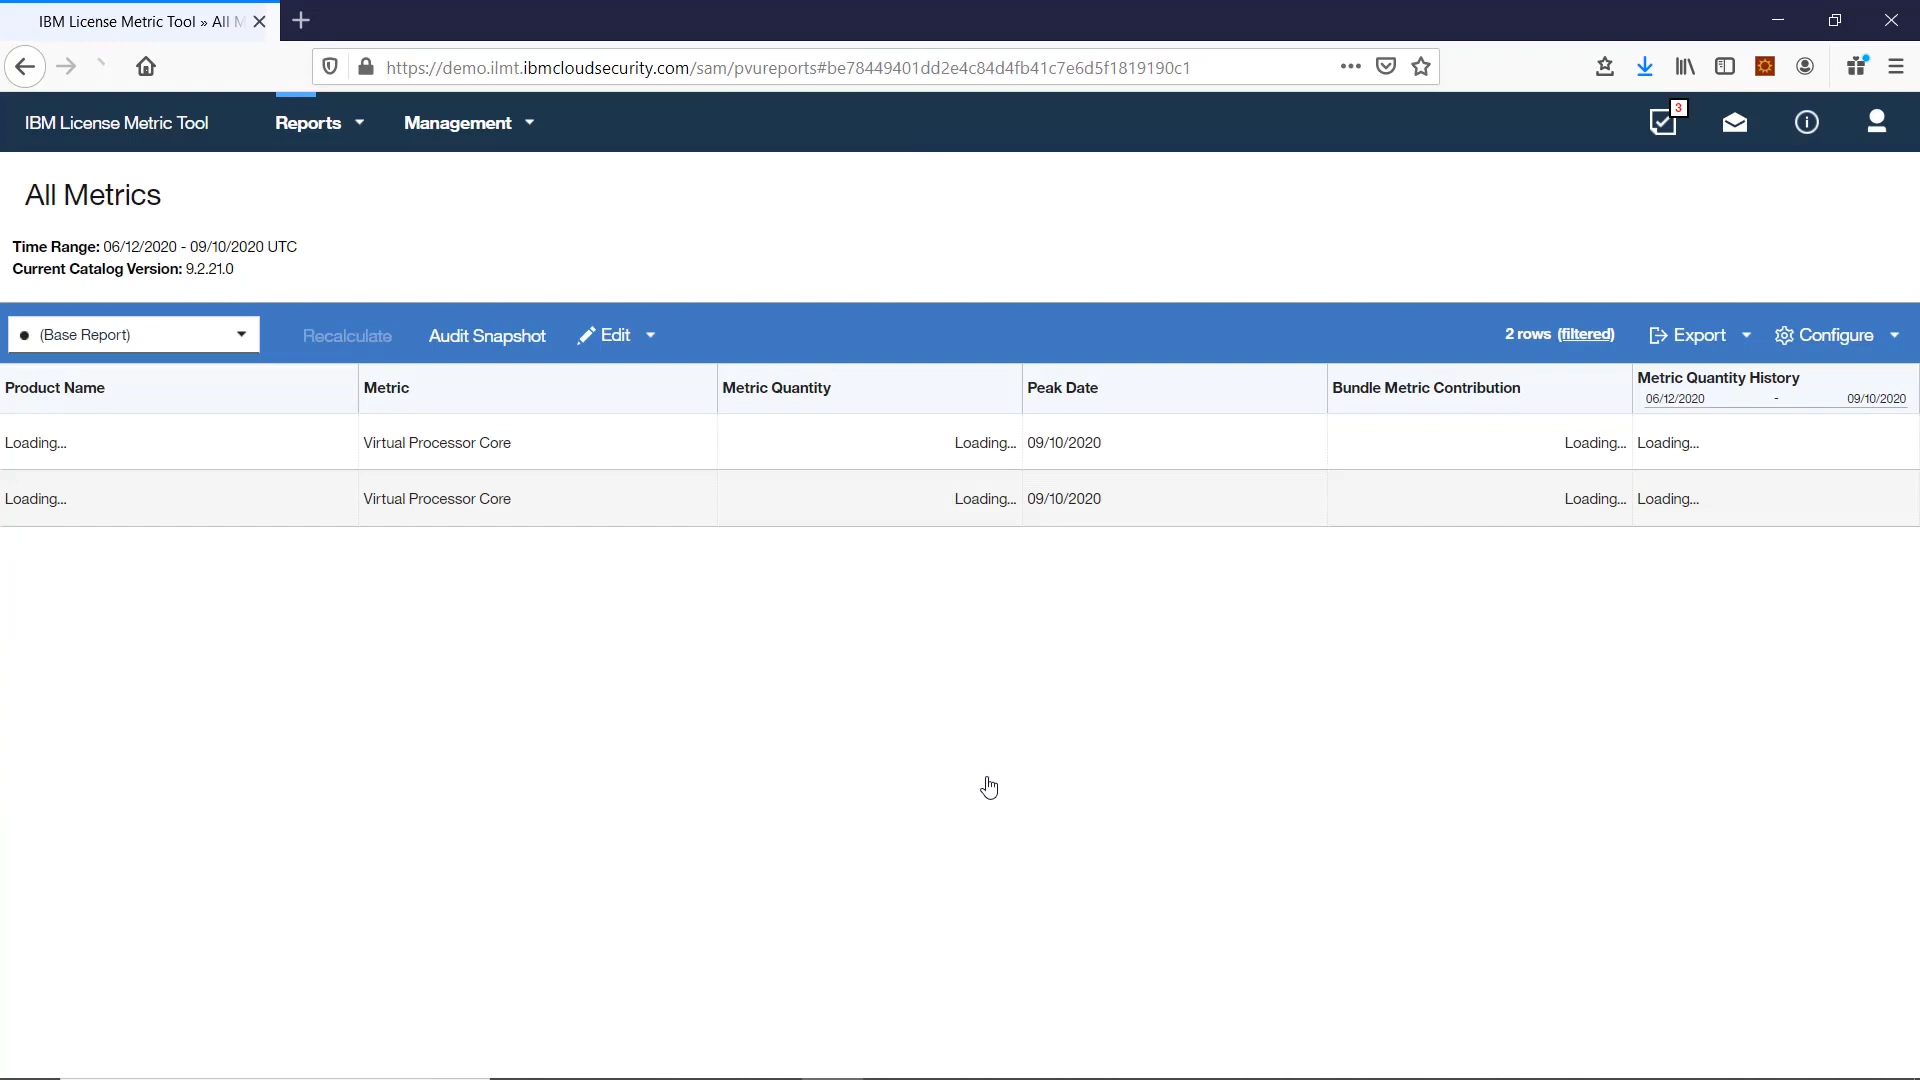 IBM License Metric Tool » All M
https://demo.ilmt.ibmcloudsecurity.com/sam/pvureports#be78449401dd2e4c84d4fb41c7e6d5f1819190c1
IBM License Metric Tool
Reports
Management
3
All Metrics
Time Range: 06/12/2020 - 09/10/2020 UTC
Current Catalog Version: 9.2.21.0
(Base Report)
Recalculate
Audit Snapshot
Edit
2 rows (filtered)
Export
Configure
Product Name
Metric
Metric Quantity
Peak Date
Bundle Metric Contribution
Metric Quantity History
06/12/2020 - 09/10/2020
Loading... Virtual Processor Core Loading... 09/10/2020 Loading... Loading...
Loading... Virtual Processor Core Loading... 09/10/2020 Loading... Loading...